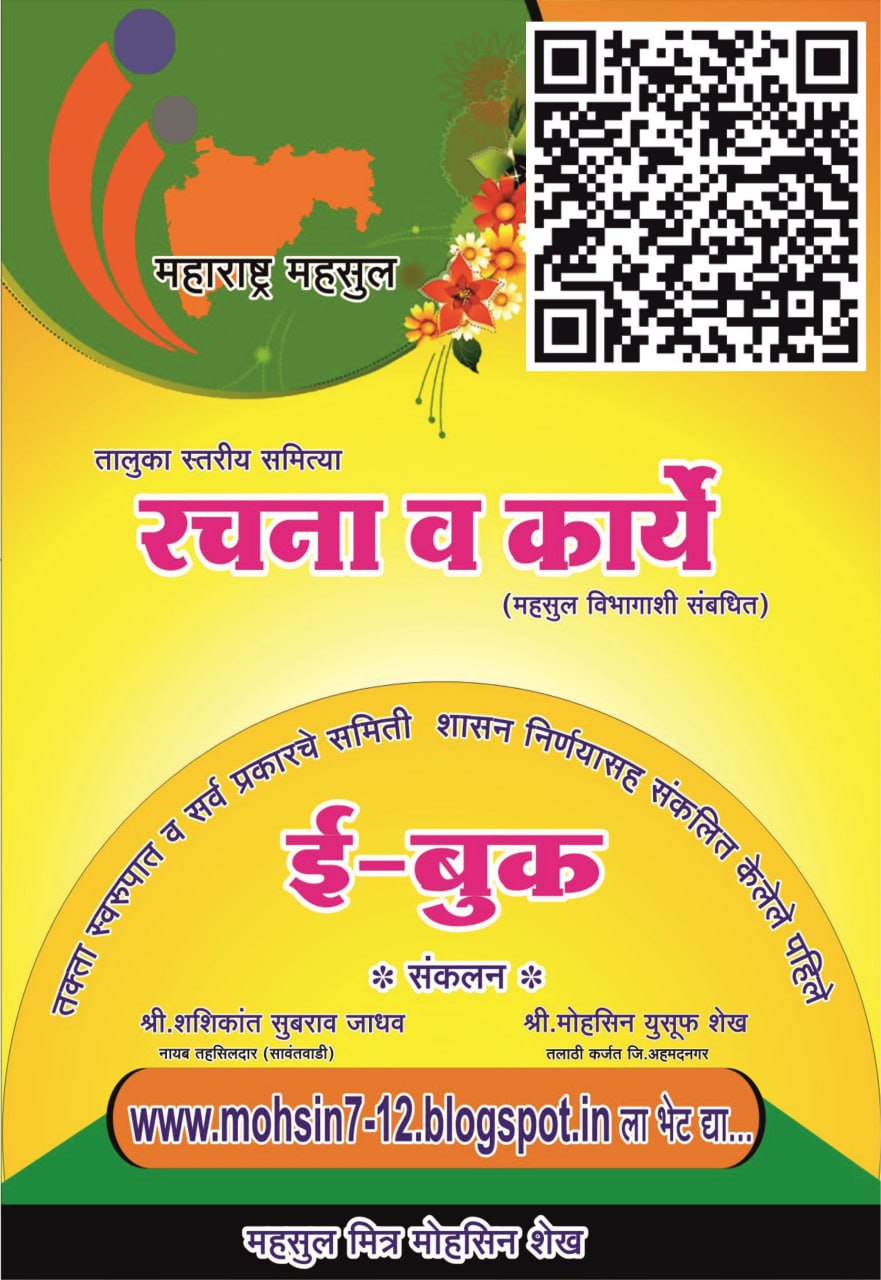 महाराष्ट्र महसुल
तालुका स्तरीय समित्या
रचना व कार्ये
(महसुल विभागाशी संबधित)
तक्ता स्वरुपात व सर्व प्रकारचे समिती शासन निर्णयासह संकलित केलेले पहिले
ई-बुक
* संकलन *
श्री.शशिकांत सुबराव जाधव
नायब तहसिलदार (सावंतवाडी)
श्री.मोहसिन युसूफ शेख
तलाठी कर्जत जि.अहमदनगर
www.mohsin7-12.blogspot.in ला भेट द्या...
महसुल मित्र मोहसिन शेख